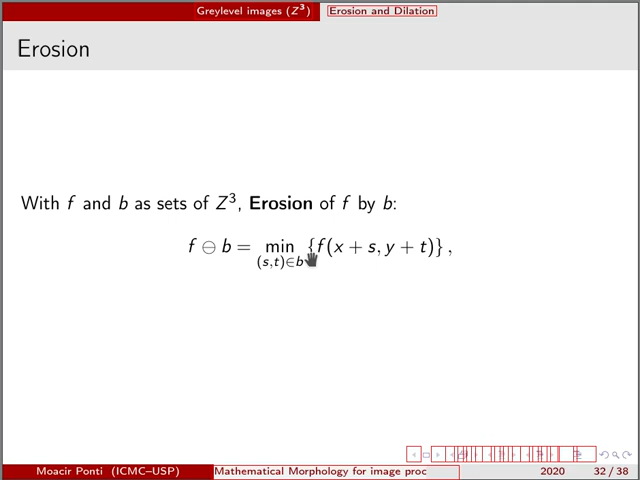 Greylevel images (Z³) Erosion and Dilation
Erosion
With f and b as sets of Z³, Erosion of f by b:
f ⊖ b = min {f(x + s, y + t)} ,
(s,t)∈b
Moacir Ponti (ICMC–USP) Mathematical Morphology for image proc 2020 32 / 38